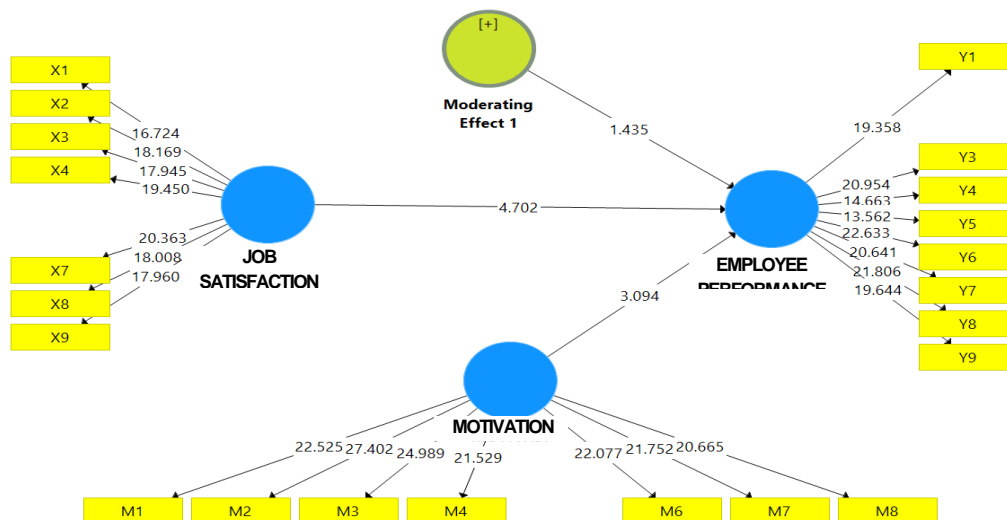 [+]
Moderating
Effect 1
X1
X2
X3
X4
X7
X8
X9
16.724
18.169
17.945
19.450
20.363
18.008
17.960
JOB
SATISFACTION
1.435
4.702
3.094
EMPLOYEE
PERFORMANCE
19.358
20.954
14.663
13.562
22.633
20.641
21.806
19.644
Y1
Y3
Y4
Y5
Y6
Y7
Y8
Y9
MOTIVATION
22.525
27.402
24.989
21.529
22.077
21.752
20.665
M1
M2
M3
M4
M6
M7
M8